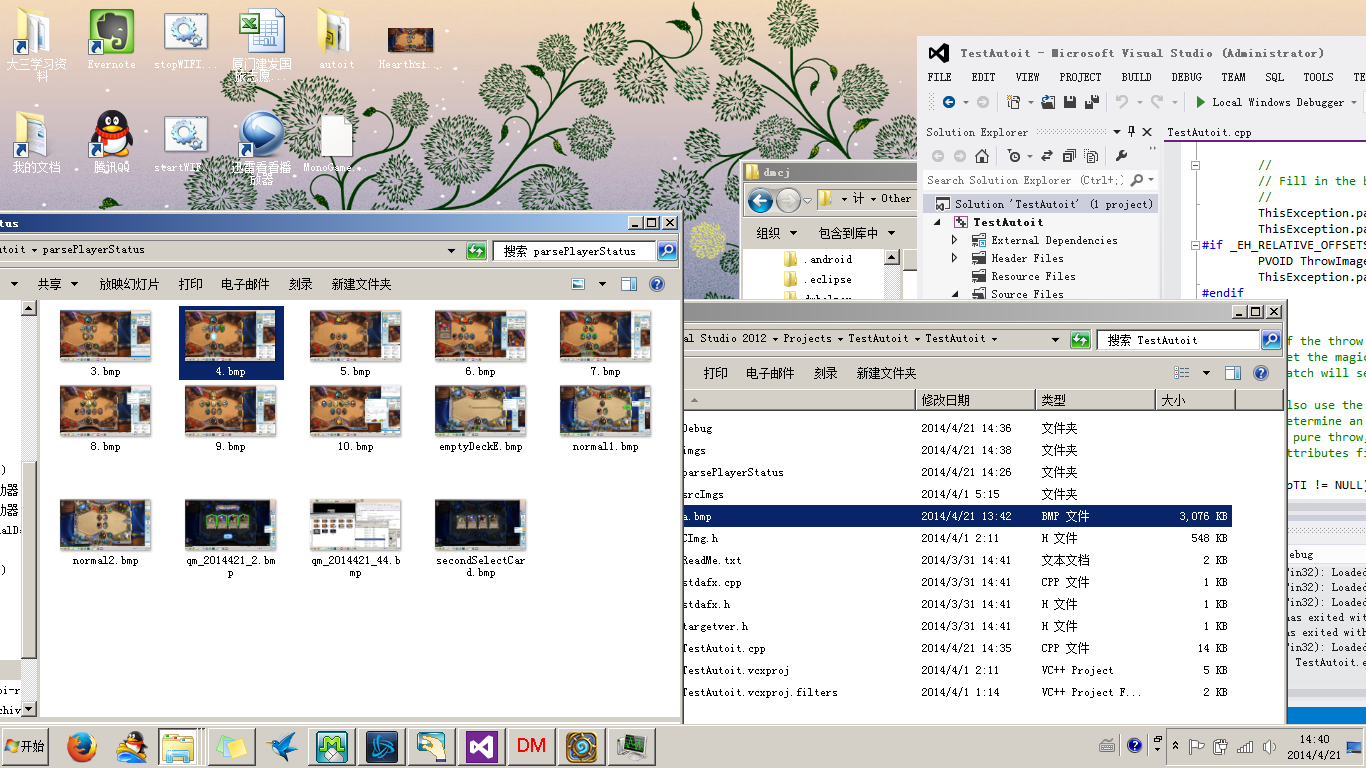 大三学习资
料
Evernote
stopWIFI...
厦门建发国
autoit
Hearthst...
我的文档
腾讯QQ
startWIF...
迅雷看看播
放器
MonoGame...
TestAutoit - Microsoft Visual Studio (Administrator)
FILE EDIT VIEW PROJECT BUILD DEBUG TEAM SQL TOOLS TE
Local Windows Debugger
Solution Explorer
Search Solution Explorer (Ctrl+;)
Solution 'TestAutoit' (1 project)
TestAutoit
External Dependencies
Header Files
Resource Files
Source Files
TestAutoit.cpp
//
// Fill in the b
//
ThisException.pa
ThisException.pa
#if _EH_RELATIVE_OFFSETS
PVOID ThrowImage
ThisException.pa
#endif
f the throw
et the magic
atch will se
lso use the
etermine an
pure throw,
ttributes fi
pTI != NULL)
ebug
in32): Loaded
in32): Loaded
in32): Loaded
as exited wit
s exited with
in32): Loaded
TestAutoit.e
dmcj
计 Other
组织 包含到库中
.android
.eclipse
tus
utoit parsePlayerStatus
搜索 parsePlayerStatus
共享 放映幻灯片 打印 电子邮件 刻录 新建文件夹
3.bmp 4.bmp 5.bmp 6.bmp 7.bmp
8.bmp 9.bmp 10.bmp emptyDeckE.bmp normal1.bmp
normal2.bmp qm_2014421_2.b
mp qm_2014421_44.b
mp secondSelectCar
d.bmp
动器
动器
alD:
oi-r
chiv
al Studio 2012 Projects TestAutoit TestAutoit
搜索 TestAutoit
打印 电子邮件 刻录 新建文件夹
修改日期 类型 大小
Debug 2014/4/21 14:36 文件夹
imgs 2014/4/21 14:38 文件夹
parsePlayerStatus 2014/4/21 14:26 文件夹
srcImgs 2014/4/1 5:15 文件夹
a.bmp 2014/4/21 13:42 BMP 文件 3,076 KB
CImg.h 2014/4/1 2:11 H 文件 548 KB
ReadMe.txt 2014/3/31 14:41 文本文档 2 KB
stdafx.cpp 2014/3/31 14:41 CPP 文件 1 KB
stdafx.h 2014/3/31 14:41 H 文件 1 KB
targetver.h 2014/3/31 14:41 H 文件 1 KB
TestAutoit.cpp 2014/4/21 14:35 CPP 文件 14 KB
TestAutoit.vcxproj 2014/4/1 2:11 VC++ Project 5 KB
TestAutoit.vcxproj.filters 2014/4/1 1:14 VC++ Project F... 2 KB
开始
DM
14:40
2014/4/21